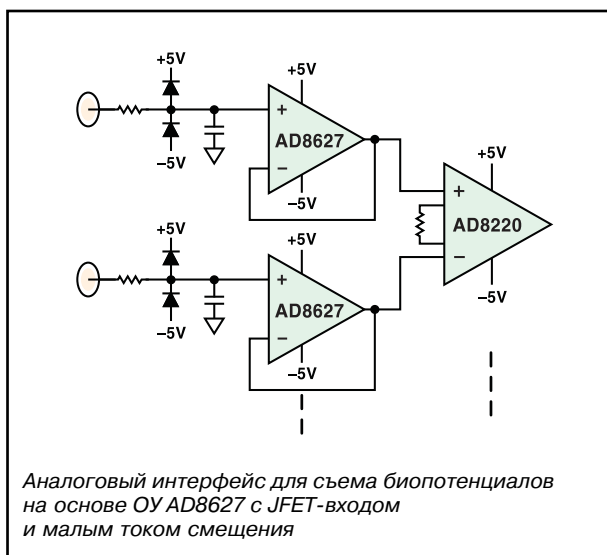 +5V
+5V
+
AD8627
−
−5V
−5V
+5V
+
AD8220
−
−5V
+5V
+5V
+
AD8627
−
−5V
−5V
Аналоговый интерфейс для съема биопотенциалов
на основе ОУ AD8627 с JFET-входом
и малым током смещения